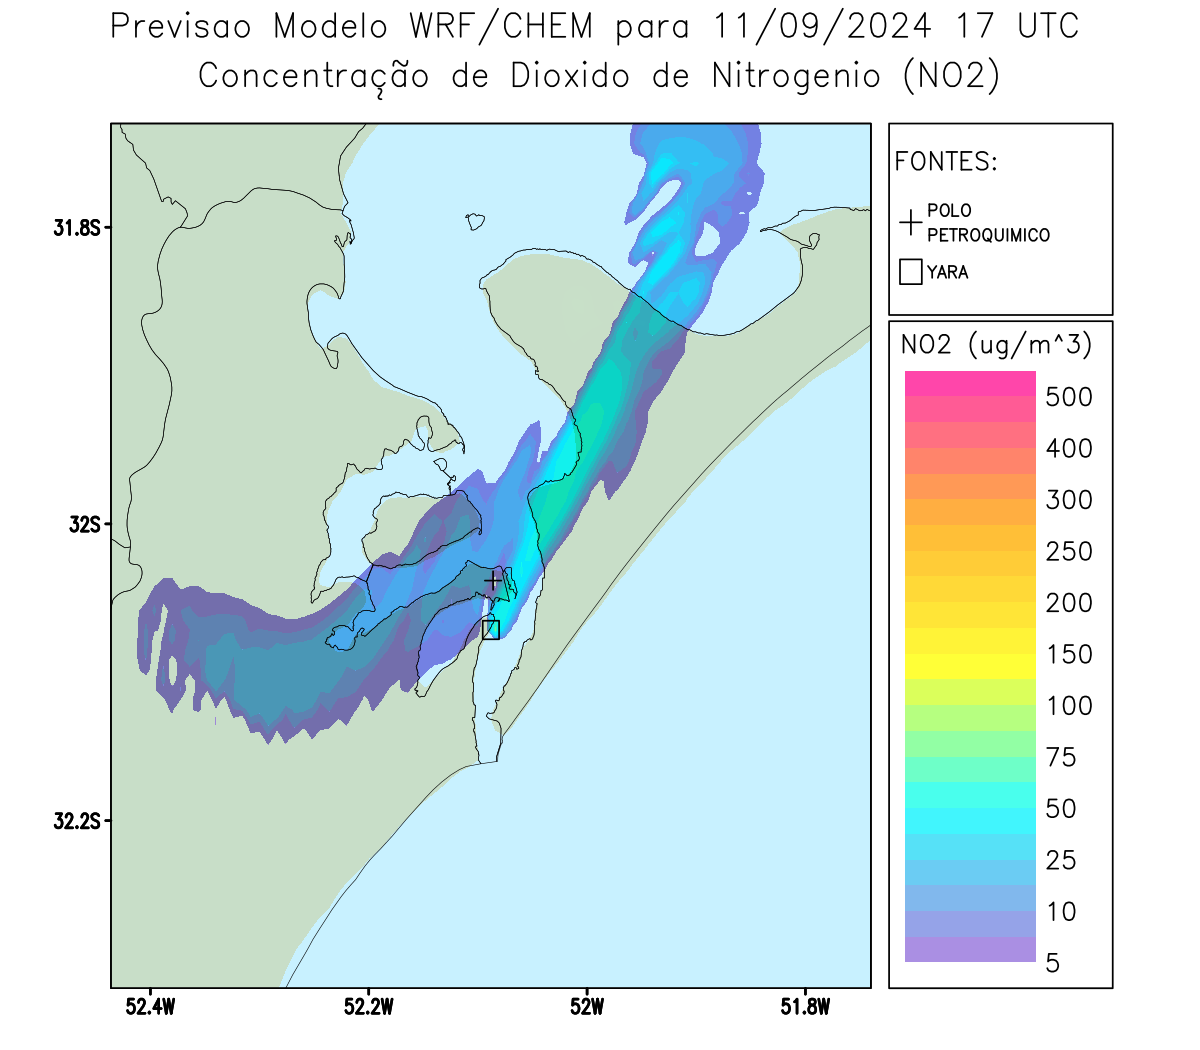 Previsao Modelo WRF/CHEM para 11/09/2024 17 UTC
Concentração de Dioxido de Nitrogenio (NO2)
FONTES:
POLO
PETROQUIMICO
YARA
NO2 (ug/m^3)
500
400
300
250
200
150
100
75
50
25
10
5
31.8S
32S
32.2S
52.4W
52.2W
52W
51.8W